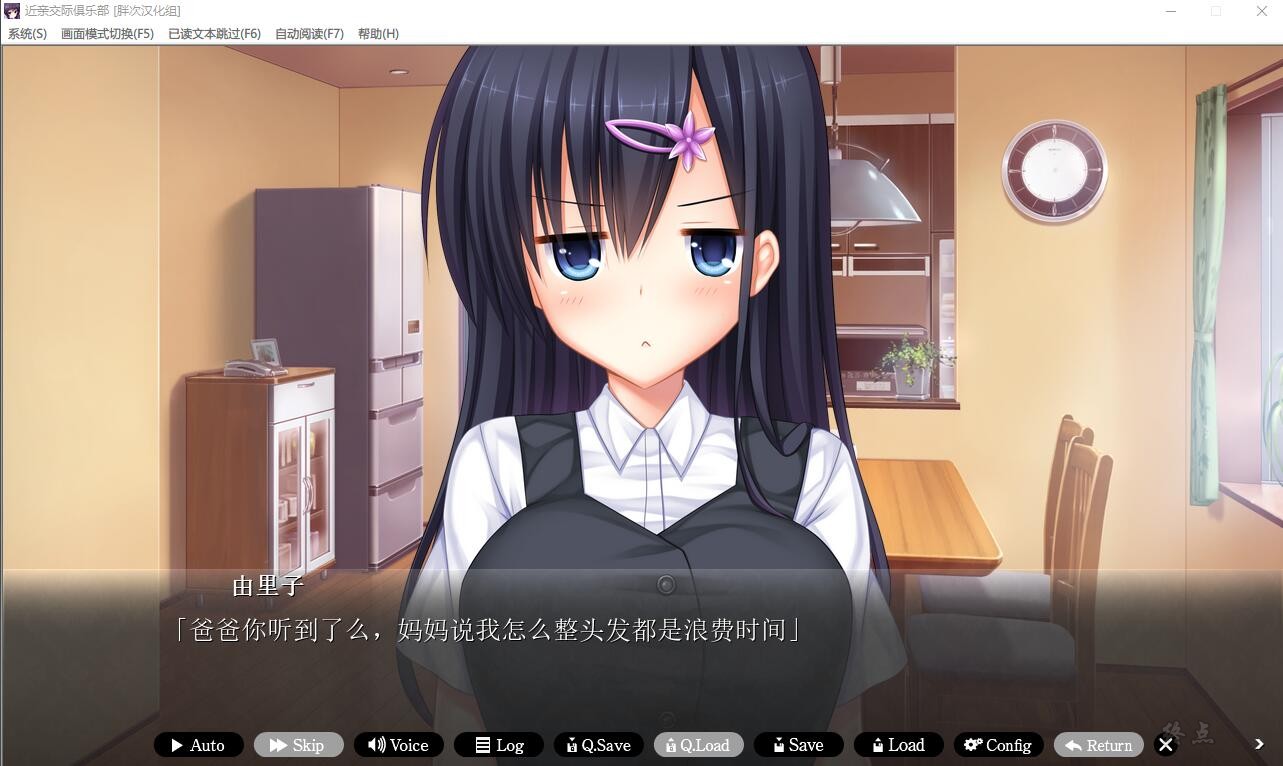 近亲交际俱乐部 [胖次汉化组]
系统(S) 画面模式切换(F5) 已读文本跳过(F6) 自动阅读(F7) 帮助(H)
由里子
「爸爸你听到了么，妈妈说我怎么整头发都是浪费时间」
终点
Auto Skip Voice Log Q.Save Q.Load Save Load Config Return